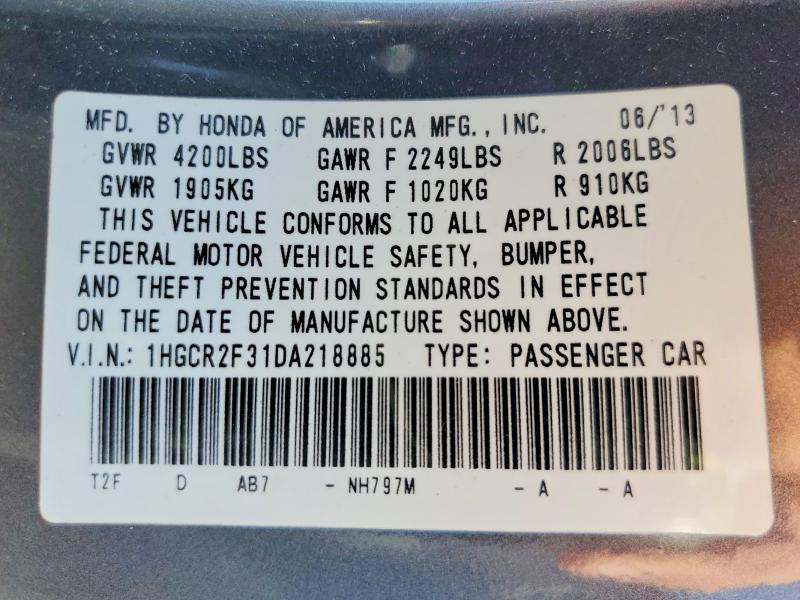 MFD. BY HONDA OF AMERICA MFG., INC. 06/'13
GVWR 4200LBS GAWR F 2249LBS R 2006LBS
GVWR 1905KG GAWR F 1020KG R 910KG
THIS VEHICLE CONFORMS TO ALL APPLICABLE
FEDERAL MOTOR VEHICLE SAFETY, BUMPER,
AND THEFT PREVENTION STANDARDS IN EFFECT
ON THE DATE OF MANUFACTURE SHOWN ABOVE.
V.I.N.: 1HGCR2F31DA218885 TYPE: PASSENGER CAR
T2F D AB7 - NH797M - A - A